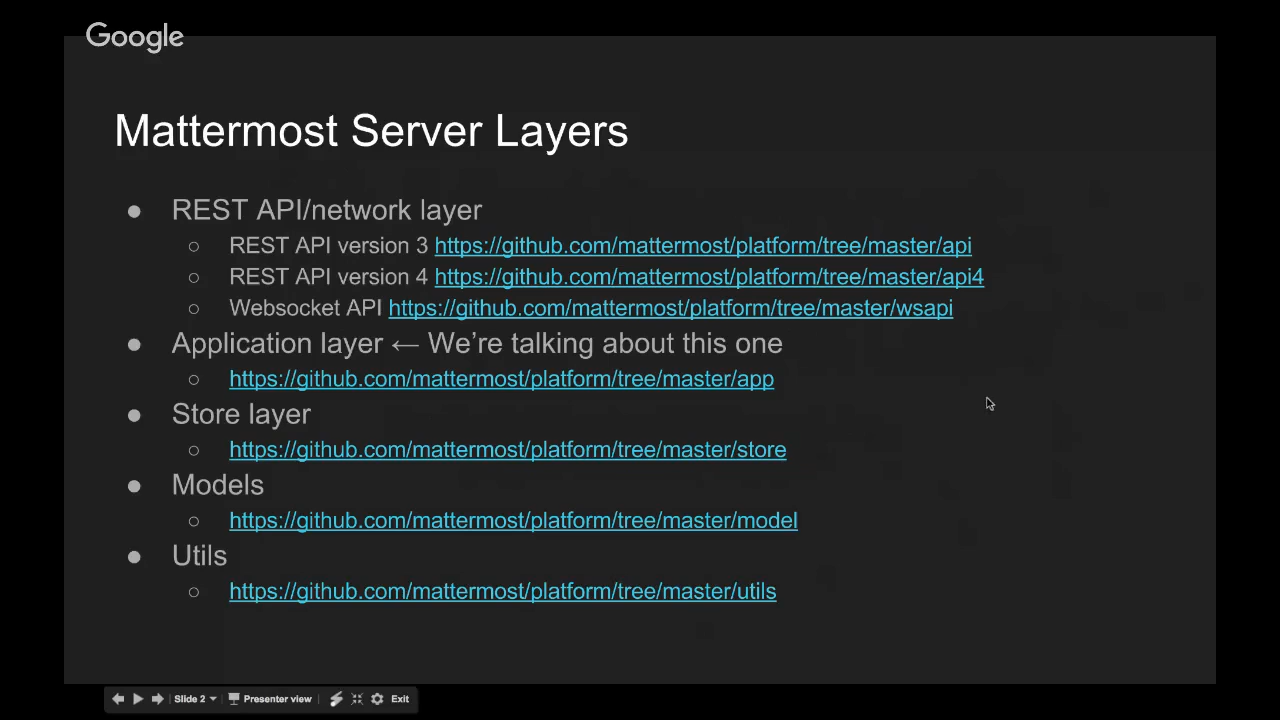 Google
Mattermost Server Layers
● REST API/network layer
○ REST API version 3 https://github.com/mattermost/platform/tree/master/api
○ REST API version 4 https://github.com/mattermost/platform/tree/master/api4
○ Websocket API https://github.com/mattermost/platform/tree/master/wsapi
● Application layer ← We’re talking about this one
○ https://github.com/mattermost/platform/tree/master/app
● Store layer
○ https://github.com/mattermost/platform/tree/master/store
● Models
○ https://github.com/mattermost/platform/tree/master/model
● Utils
○ https://github.com/mattermost/platform/tree/master/utils
Slide 2 Presenter view Exit